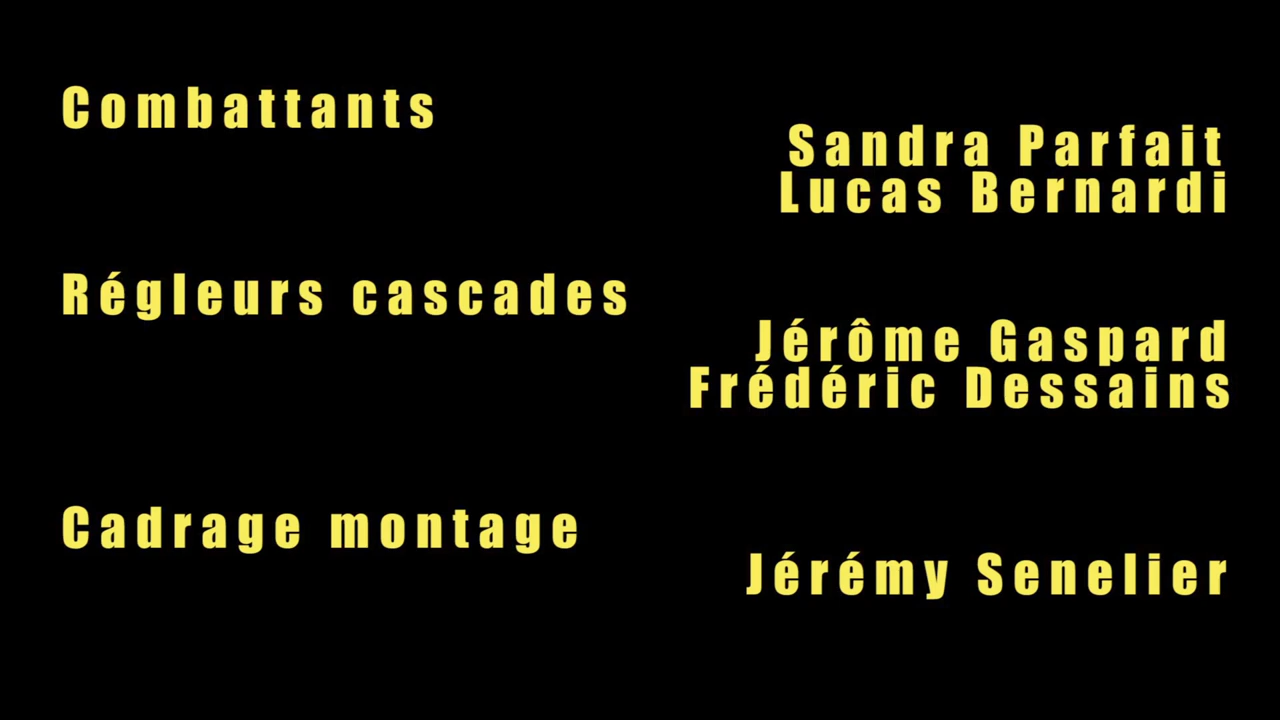 Combattants
Sandra Parfait
Lucas Bernardi
Régleurs cascades
Jérôme Gaspard
Frédéric Dessains
Cadrage montage
Jérémy Senelier